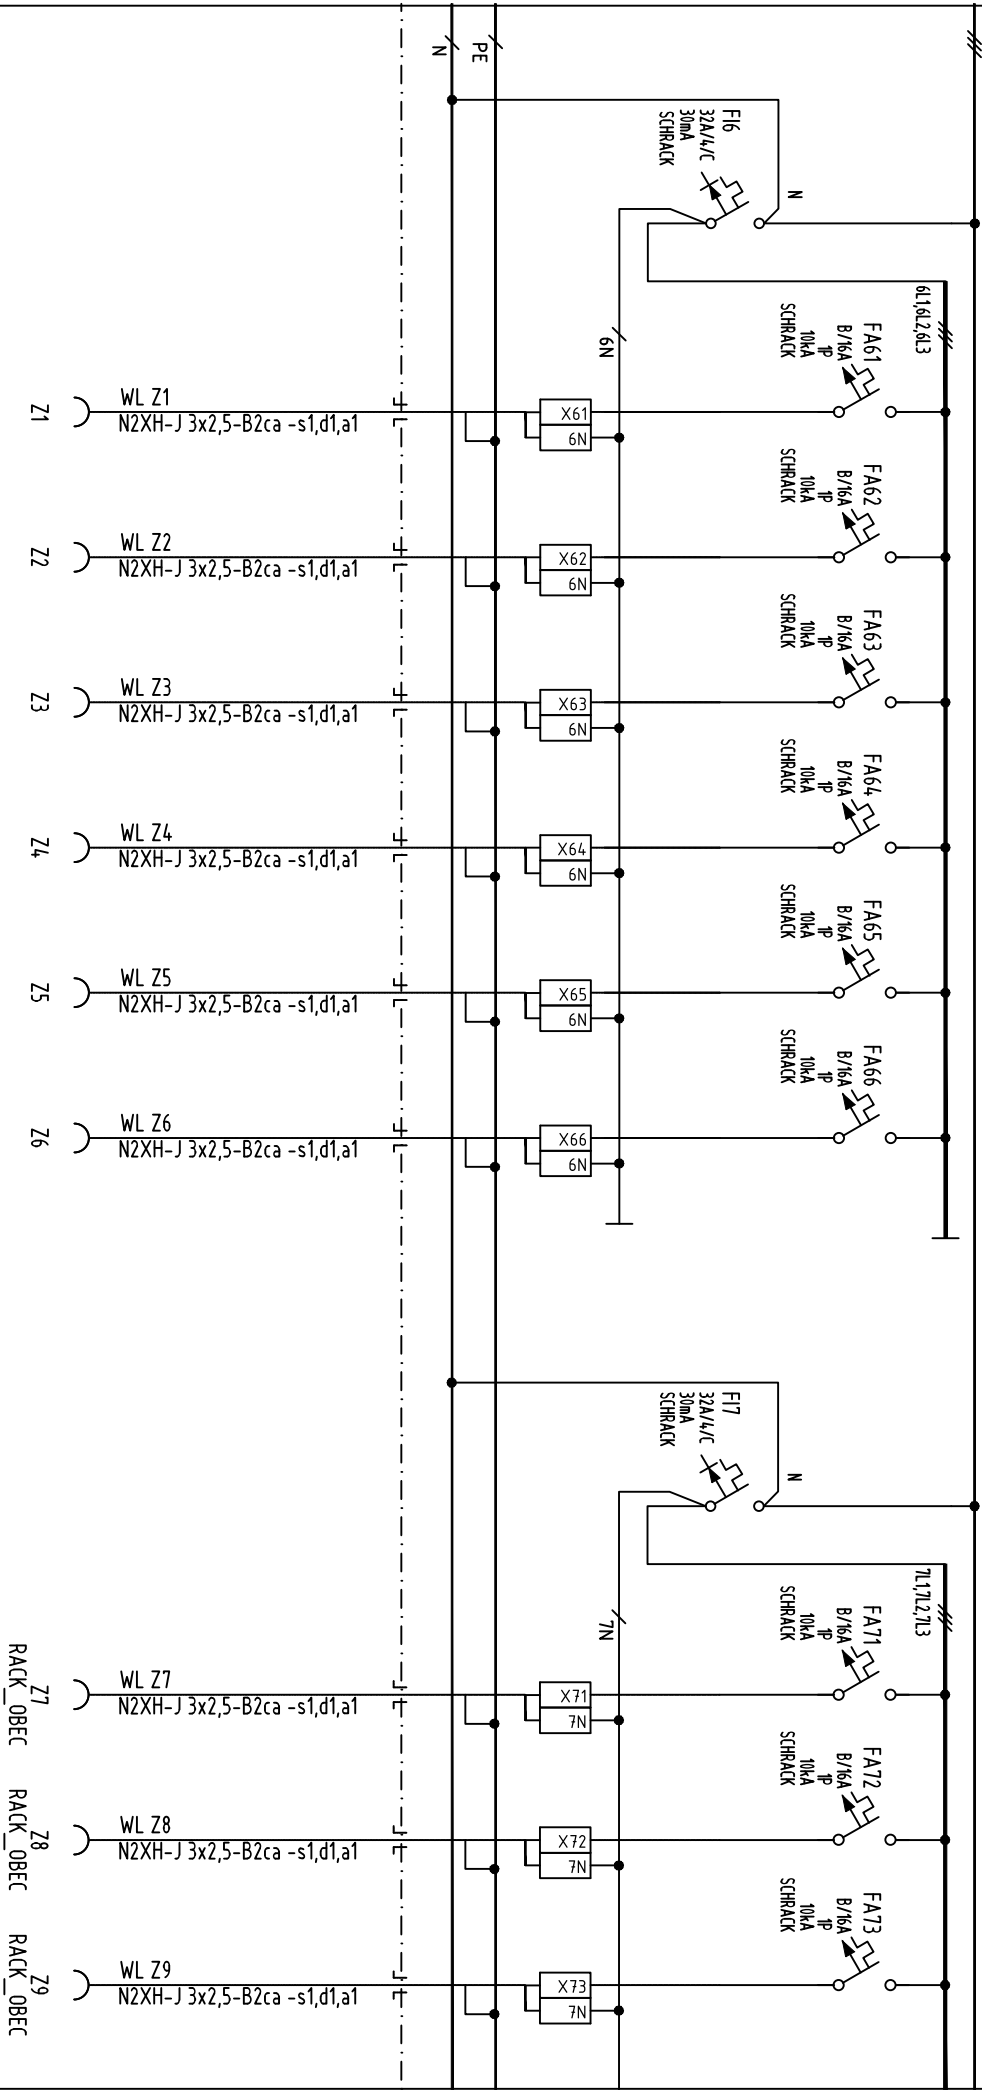 N
PE
FI6
32A/4/C
30mA
SCHRACK
N
6L1,6L2,6L3
6N
FA61
B/16A
1P
10kA
SCHRACK
X61
6N
WL Z1
N2XH-J 3x2,5-B2ca -s1,d1,a1
Z1
FA62
B/16A
1P
10kA
SCHRACK
X62
6N
WL Z2
N2XH-J 3x2,5-B2ca -s1,d1,a1
Z2
FA63
B/16A
1P
10kA
SCHRACK
X63
6N
WL Z3
N2XH-J 3x2,5-B2ca -s1,d1,a1
Z3
FA64
B/16A
1P
10kA
SCHRACK
X64
6N
WL Z4
N2XH-J 3x2,5-B2ca -s1,d1,a1
Z4
FA65
B/16A
1P
10kA
SCHRACK
X65
6N
WL Z5
N2XH-J 3x2,5-B2ca -s1,d1,a1
Z5
FA66
B/16A
1P
10kA
SCHRACK
X66
6N
WL Z6
N2XH-J 3x2,5-B2ca -s1,d1,a1
Z6
FI7
32A/4/C
30mA
SCHRACK
N
7L1,7L2,7L3
7N
FA71
B/16A
1P
10kA
SCHRACK
X71
7N
WL Z7
N2XH-J 3x2,5-B2ca -s1,d1,a1
Z7
RACK_OBEC
FA72
B/16A
1P
10kA
SCHRACK
X72
7N
WL Z8
N2XH-J 3x2,5-B2ca -s1,d1,a1
Z8
RACK_OBEC
FA73
B/16A
1P
10kA
SCHRACK
X73
7N
WL Z9
N2XH-J 3x2,5-B2ca -s1,d1,a1
Z9
RACK_OBEC